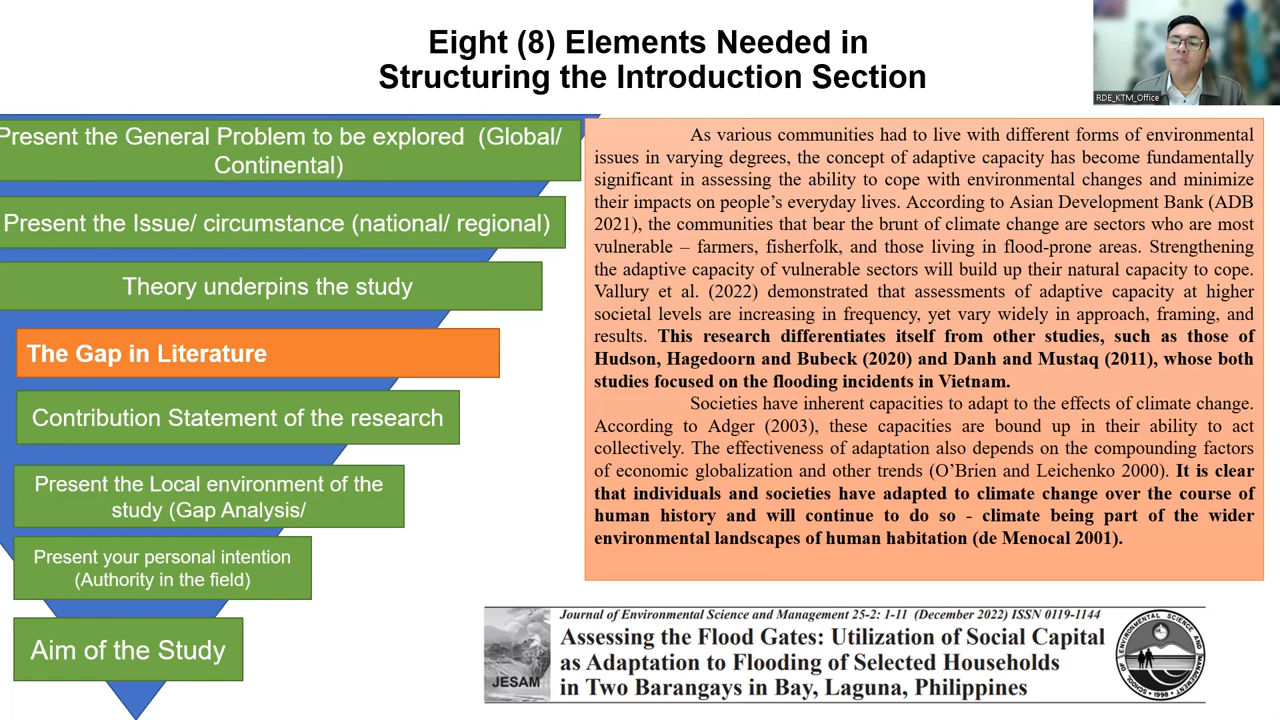 Eight (8) Elements Needed in
Structuring the Introduction Section
RDE_KTM_Office
Present the General Problem to be explored (Global/
Continental)
Present the Issue/ circumstance (national/ regional)
Theory underpins the study
The Gap in Literature
Contribution Statement of the research
Present the Local environment of the
study (Gap Analysis/
Present your personal intention
(Authority in the field)
Aim of the Study
As various communities had to live with different forms of environmental
issues in varying degrees, the concept of adaptive capacity has become fundamentally
significant in assessing the ability to cope with environmental changes and minimize
their impacts on people's everyday lives. According to Asian Development Bank (ADB
2021), the communities that bear the brunt of climate change are sectors who are most
vulnerable – farmers, fisherfolk, and those living in flood-prone areas. Strengthening
the adaptive capacity of vulnerable sectors will build up their natural capacity to cope.
Vallury et al. (2022) demonstrated that assessments of adaptive capacity at higher
societal levels are increasing in frequency, yet vary widely in approach, framing, and
results. This research differentiates itself from other studies, such as those of
Hudson, Hagedoorn and Bubeck (2020) and Danh and Mustaq (2011), whose both
studies focused on the flooding incidents in Vietnam.
Societies have inherent capacities to adapt to the effects of climate change.
According to Adger (2003), these capacities are bound up in their ability to act
collectively. The effectiveness of adaptation also depends on the compounding factors
of economic globalization and other trends (O'Brien and Leichenko 2000). It is clear
that individuals and societies have adapted to climate change over the course of
human history and will continue to do so - climate being part of the wider
environmental landscapes of human habitation (de Menocal 2001).
JESAM
Journal of Environmental Science and Management 25-2: 1-11 (December 2022) ISSN 0119-1144
Assessing the Flood Gates: Utilization of Social Capital
as Adaptation to Flooding of Selected Households
in Two Barangays in Bay, Laguna, Philippines
SCHOOL OF ENVIRONMENTAL SCIENCE AND MANAGEMENT